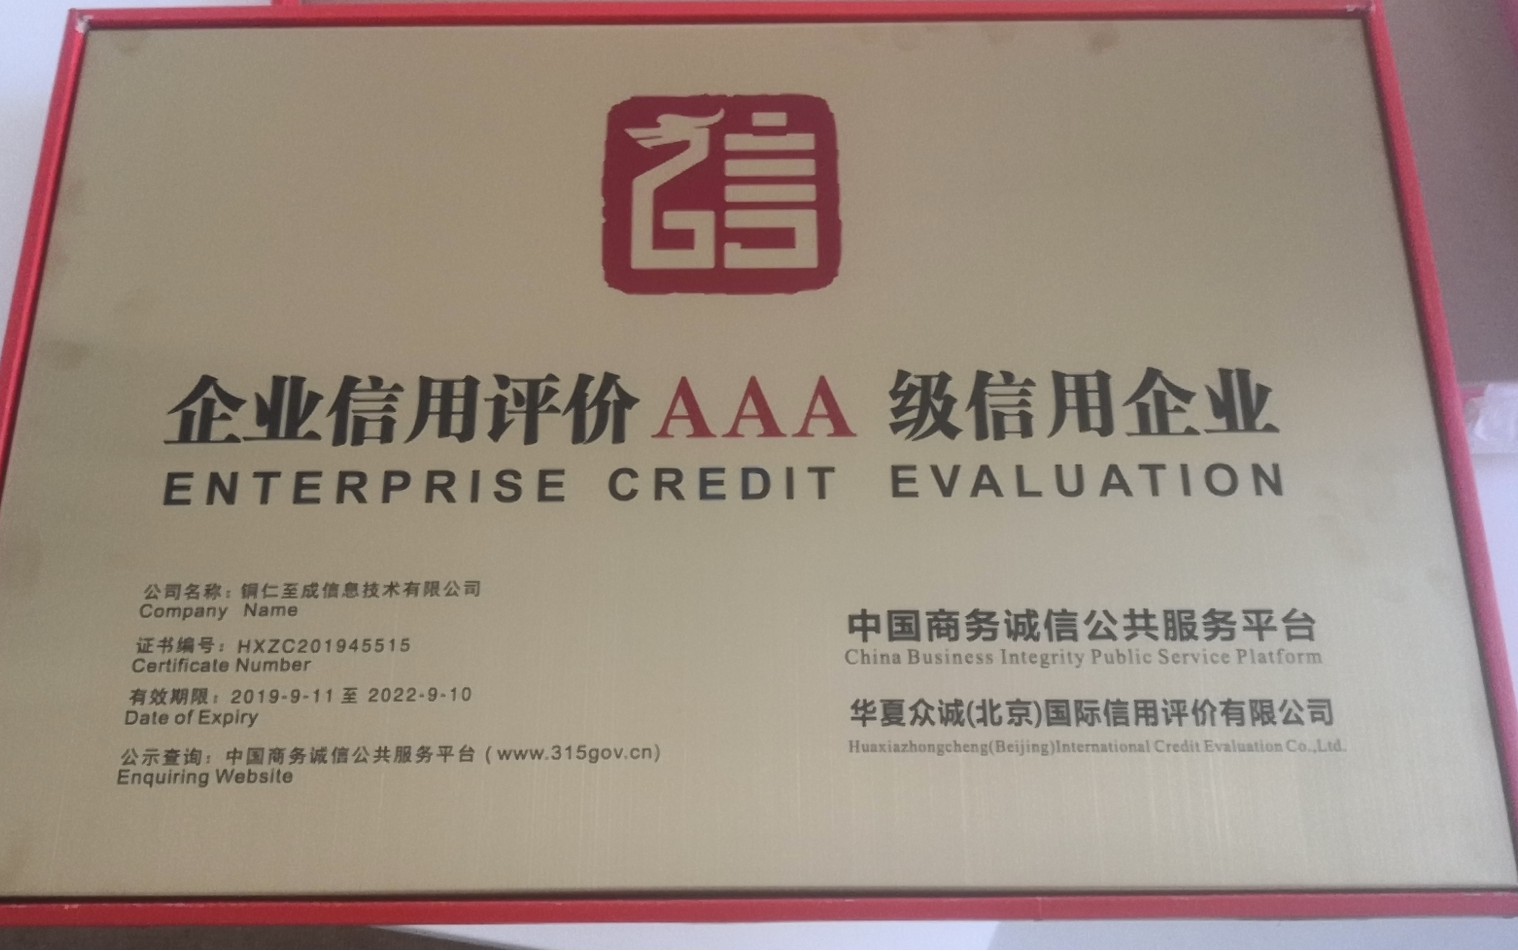 信
企业信用评价AAA级信用企业
ENTERPRISE CREDIT EVALUATION
公司名称：铜仁至成信息技术有限公司
Company Name
证书编号：HXZC201945515
Certificate Number
有效期限：2019-9-11 至 2022-9-10
Date of Expiry
公示查询：中国商务诚信公共服务平台 (www.315gov.cn)
Enquiring Website
中国商务诚信公共服务平台
China Business Integrity Public Service Platform
华夏众诚(北京)国际信用评价有限公司
Huaxiazhongcheng(Beijing)International Credit Evaluation Co.,Ltd.